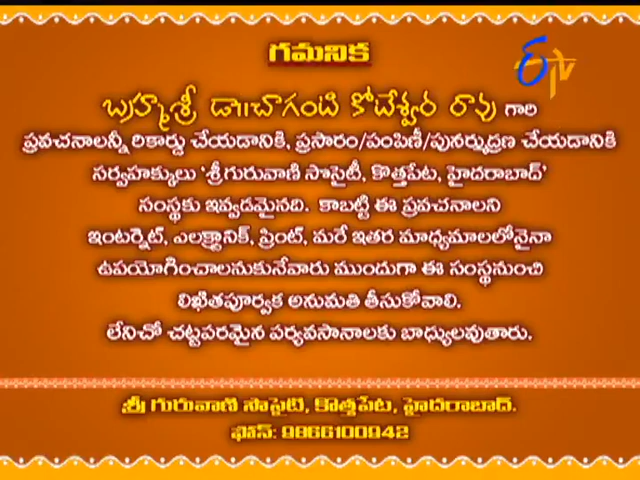 గమనిక
ETV
బ్రహ్మశ్రీ డా||చాగంటి కోటేశ్వర రావు గారి
ప్రవచనాలన్నీ రికార్డు చేయడానికి, ప్రసారం/పంపిణీ/పునర్ముద్రణ చేయడానికి
సర్వహక్కులు 'శ్రీగురువాణి సొసైటీ, కొత్తపేట, హైదరాబాద్'
సంస్థకు ఇవ్వడమైనది. కాబట్టి ఈ ప్రవచనాలని
ఇంటర్నెట్, ఎలక్ట్రానిక్, ప్రింట్, మరే ఇతర మాధ్యమాలలోనైనా
ఉపయోగించాలనుకునేవారు ముందుగా ఈ సంస్థనుంచి
లిఖితపూర్వక అనుమతి తీసుకోవాలి.
లేనిచో చట్టపరమైన పర్యవసానాలకు బాధ్యులవుతారు.
శ్రీ గురువాణి సొసైటి, కొత్తపేట, హైదరాబాద్.
ఫోన్: 9866100942